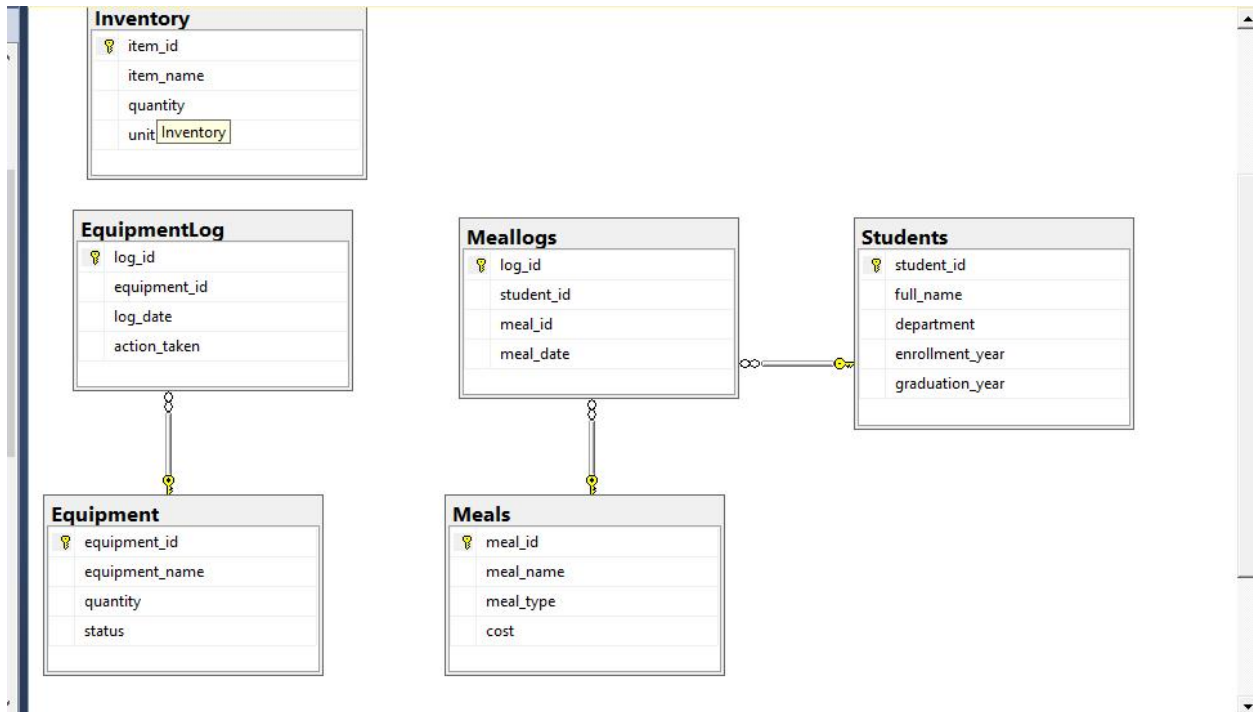 Inventory
item_id
item_name
quantity
unit
Inventory
EquipmentLog
log_id
equipment_id
log_date
action_taken
Meallogs
log_id
student_id
meal_id
meal_date
Students
student_id
full_name
department
enrollment_year
graduation_year
Equipment
equipment_id
equipment_name
quantity
status
Meals
meal_id
meal_name
meal_type
cost